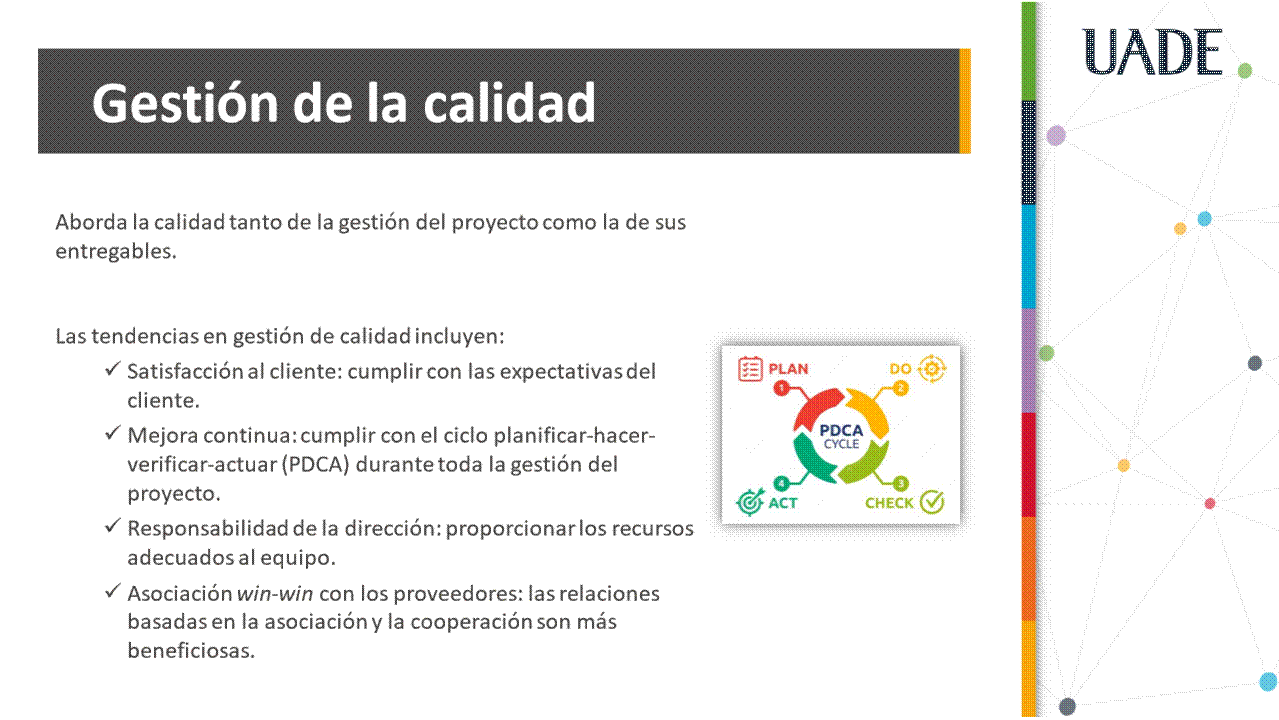 UADE
Gestión de la calidad
Aborda la calidad tanto de la gestión del proyecto como la de sus
entregables.
Las tendencias en gestión de calidad incluyen:
✓ Satisfacción al cliente: cumplir con las expectativas del
cliente.
✓ Mejora continua: cumplir con el ciclo planificar-hacer-
verificar-actuar (PDCA) durante toda la gestión del
proyecto.
✓ Responsabilidad de la dirección: proporcionar los recursos
adecuados al equipo.
✓ Asociación win-win con los proveedores: las relaciones
basadas en la asociación y la cooperación son más
beneficiosas.
PLAN
1
DO
2
PDCA
CYCLE
4
ACT
3
CHECK